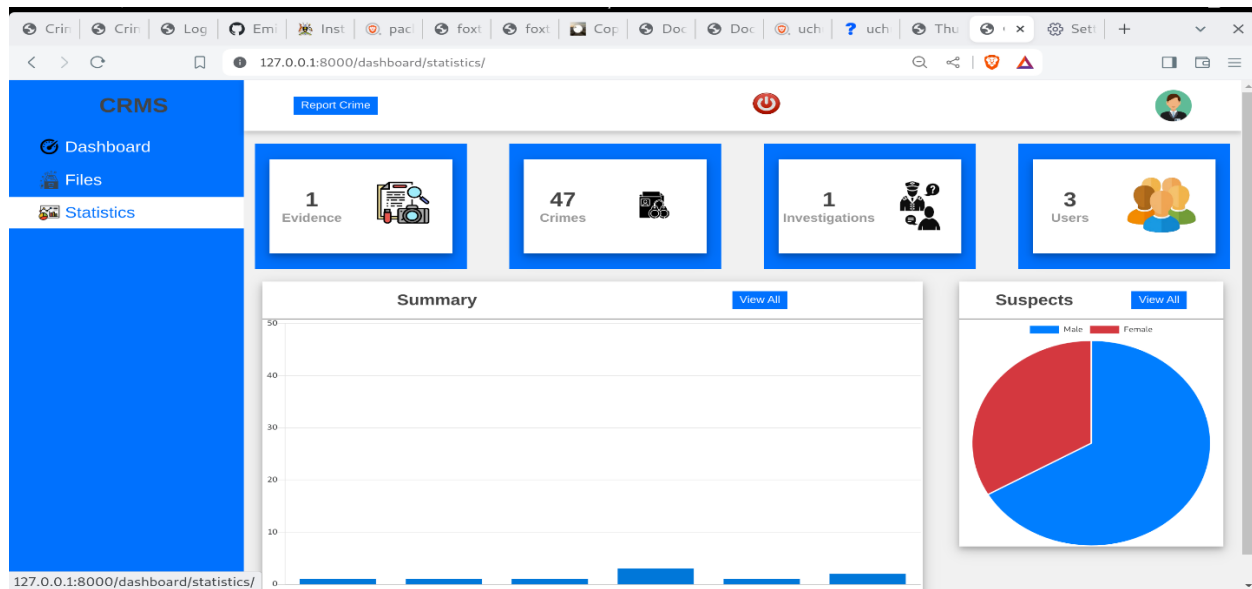 Crin Crin Log Emi Inst paci foxt foxt Cop Doc Doc uch uch Thu Sett
127.0.0.1:8000/dashboard/statistics/
CRMS
Report Crime
Dashboard
Files
Statistics
1
Evidence
47
Crimes
1
Investigations
3
Users
Summary
View All
50
40
30
20
10
0
Suspects
View All
Male Female
127.0.0.1:8000/dashboard/statistics/